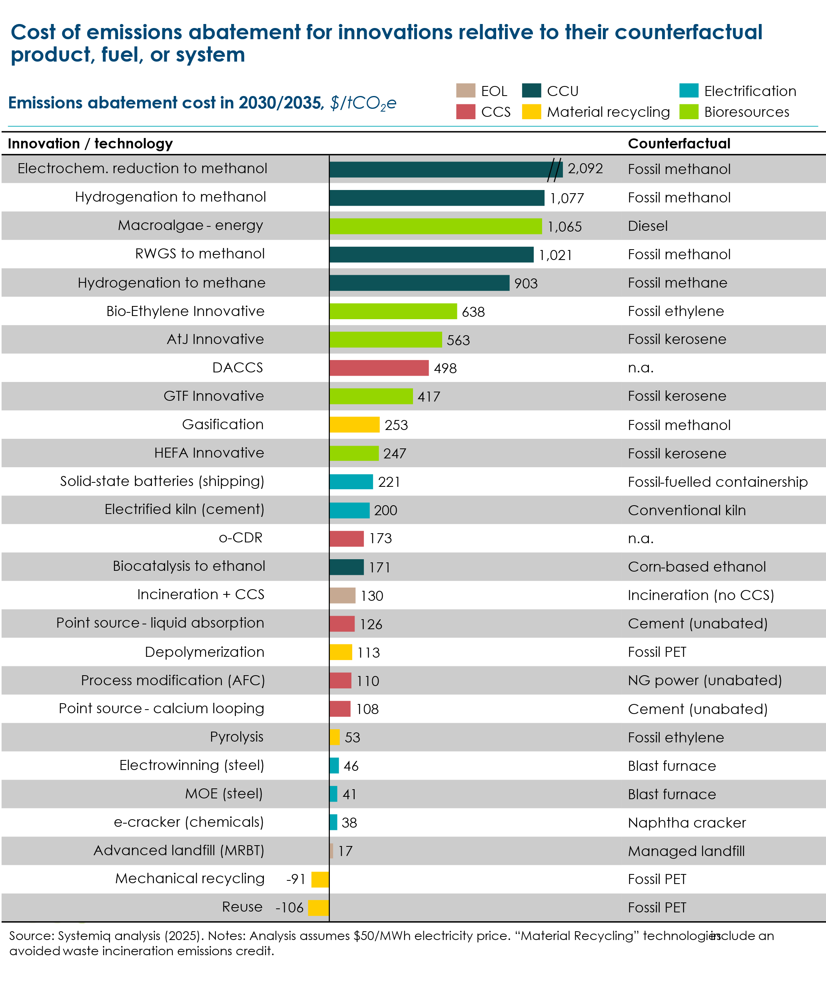 Cost of emissions abatement for innovations relative to their counterfactual
product, fuel, or system
Emissions abatement cost in 2030/2035, $/tCO₂e
EOL CCU Electrification
CCS Material recycling Bioresources
Innovation / technology Counterfactual
Electrochem. reduction to methanol 2,092 Fossil methanol
Hydrogenation to methanol 1,077 Fossil methanol
Macroalgae - energy 1,065 Diesel
RWGS to methanol 1,021 Fossil methanol
Hydrogenation to methane 903 Fossil methane
Bio-Ethylene Innovative 638 Fossil ethylene
AtJ Innovative 563 Fossil kerosene
DACCS 498 n.a.
GTF Innovative 417 Fossil kerosene
Gasification 253 Fossil methanol
HEFA Innovative 247 Fossil kerosene
Solid-state batteries (shipping) 221 Fossil-fuelled containership
Electrified kiln (cement) 200 Conventional kiln
o-CDR 173 n.a.
Biocatalysis to ethanol 171 Corn-based ethanol
Incineration + CCS 130 Incineration (no CCS)
Point source - liquid absorption 126 Cement (unabated)
Depolymerization 113 Fossil PET
Process modification (AFC) 110 NG power (unabated)
Point source - calcium looping 108 Cement (unabated)
Pyrolysis 53 Fossil ethylene
Electrowinning (steel) 46 Blast furnace
MOE (steel) 41 Blast furnace
e-cracker (chemicals) 38 Naphtha cracker
Advanced landfill (MRBT) 17 Managed landfill
Mechanical recycling -91 Fossil PET
Reuse -106 Fossil PET
Source: Systemiq analysis (2025). Notes: Analysis assumes $50/MWh electricity price. “Material Recycling” technologies include an
avoided waste incineration emissions credit.